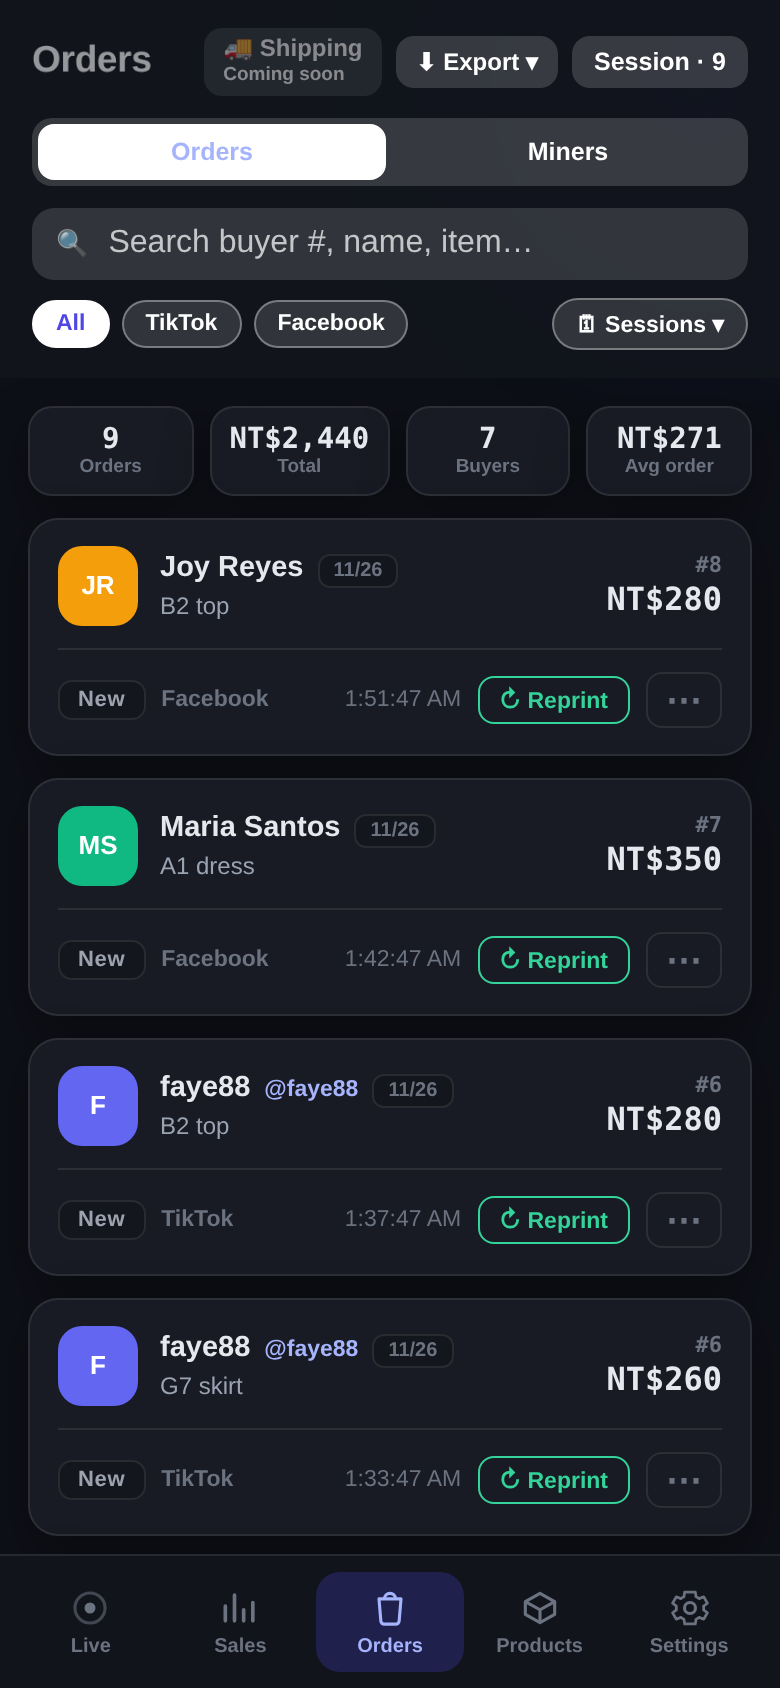 Orders
🚚 Shipping
Coming soon
⬇ Export ▾
Session · 9
Orders
Miners
🔍 Search buyer #, name, item…
All
TikTok
Facebook
🗓 Sessions ▾
9
Orders
NT$2,440
Total
7
Buyers
NT$271
Avg order
JR
Joy Reyes 11/26
B2 top
#8
NT$280
New Facebook 1:51:47 AM ↻ Reprint ⋯
MS
Maria Santos 11/26
A1 dress
#7
NT$350
New Facebook 1:42:47 AM ↻ Reprint ⋯
F
faye88 @faye88 11/26
B2 top
#6
NT$280
New TikTok 1:37:47 AM ↻ Reprint ⋯
F
faye88 @faye88 11/26
G7 skirt
#6
NT$260
New TikTok 1:33:47 AM ↻ Reprint ⋯
Live
Sales
Orders
Products
Settings